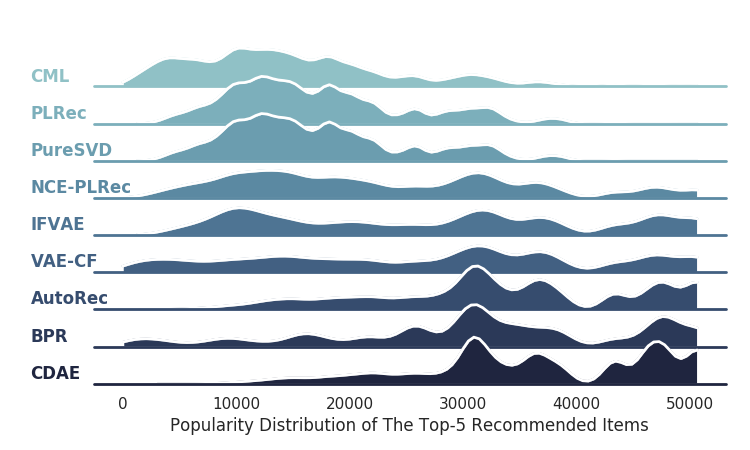 CML
PLRec
PureSVD
NCE-PLRec
IFVAE
VAE-CF
AutoRec
BPR
CDAE
0 10000 20000 30000 40000 50000
Popularity Distribution of The Top-5 Recommended Items